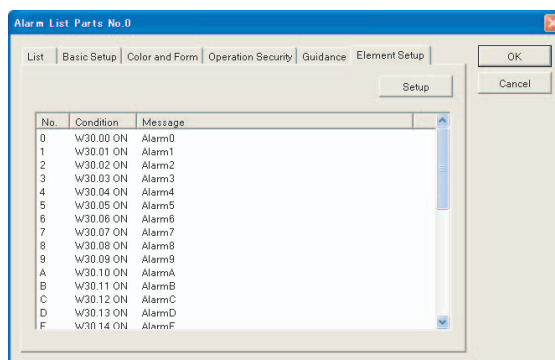 Alarm List Parts No.0
List Basic Setup Color and Form Operation Security Guidance Element Setup
OK
Setup
Cancel
No. Condition Message
0 W30.00 ON Alarm0
1 W30.01 ON Alarm1
2 W30.02 ON Alarm2
3 W30.03 ON Alarm3
4 W30.04 ON Alarm4
5 W30.05 ON Alarm5
6 W30.06 ON Alarm6
7 W30.07 ON Alarm7
8 W30.08 ON Alarm8
9 W30.09 ON Alarm9
A W30.10 ON AlarmA
B W30.11 ON AlarmB
C W30.12 ON AlarmC
D W30.13 ON AlarmD
E W30.14 ON AlarmE